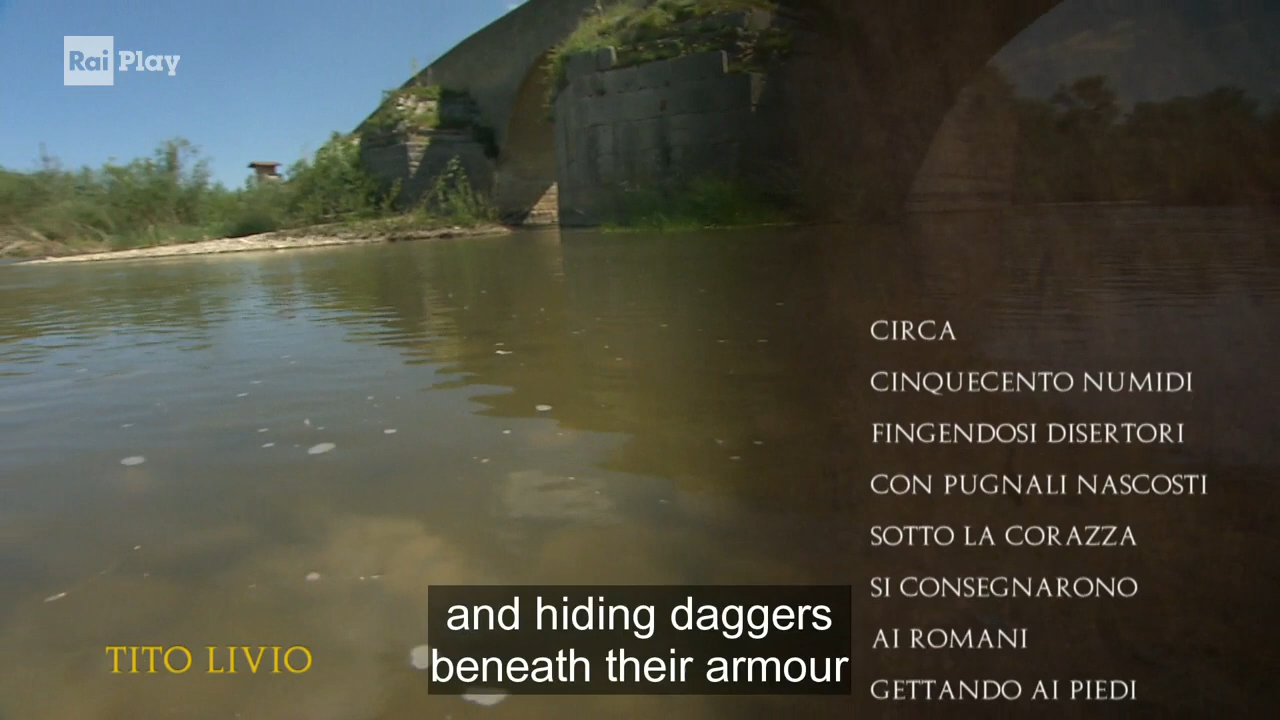 Rai Play
CIRCA
CINQUECENTO NUMIDI
FINGENDOSI DISERTORI
CON PUGNALI NASCOSTI
SOTTO LA CORAZZA
SI CONSEGNARONO
AI ROMANI
GETTANDO AI PIEDI
TITO LIVIO
and hiding daggers
beneath their armour